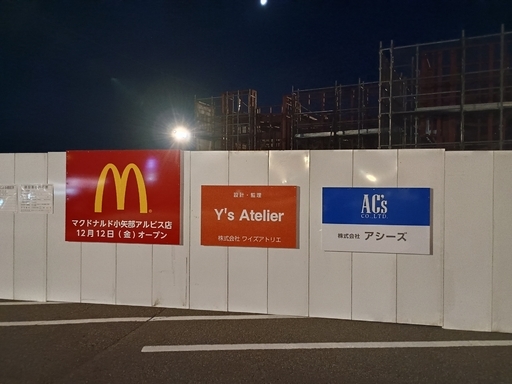 M
マクドナルド小矢部アルビス店
12月12日(金)オープン
設計・監理
Y's Atelier
株式会社 ワイズアトリエ
AC's
CO.,LTD.
株式会社 アシーズ